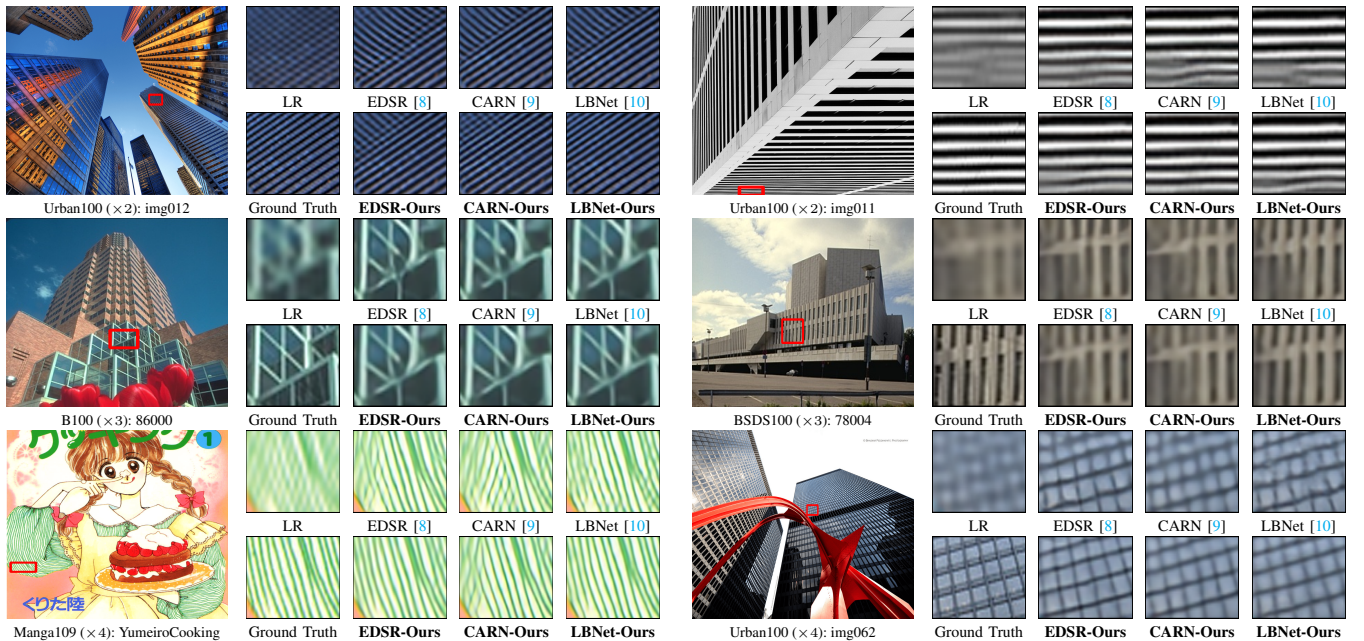 LR EDSR [8] CARN [9] LBNet [10]
Ground Truth EDSR-Ours CARN-Ours LBNet-Ours
Urban100 (×2): img012
LR EDSR [8] CARN [9] LBNet [10]
Ground Truth EDSR-Ours CARN-Ours LBNet-Ours
Urban100 (×2): img011
LR EDSR [8] CARN [9] LBNet [10]
Ground Truth EDSR-Ours CARN-Ours LBNet-Ours
B100 (×3): 86000
LR EDSR [8] CARN [9] LBNet [10]
Ground Truth EDSR-Ours CARN-Ours LBNet-Ours
BSDS100 (×3): 78004
1
くりた陸
LR EDSR [8] CARN [9] LBNet [10]
Ground Truth EDSR-Ours CARN-Ours LBNet-Ours
Manga109 (×4): YumeiroCooking
LR EDSR [8] CARN [9] LBNet [10]
Ground Truth EDSR-Ours CARN-Ours LBNet-Ours
Urban100 (×4): img062